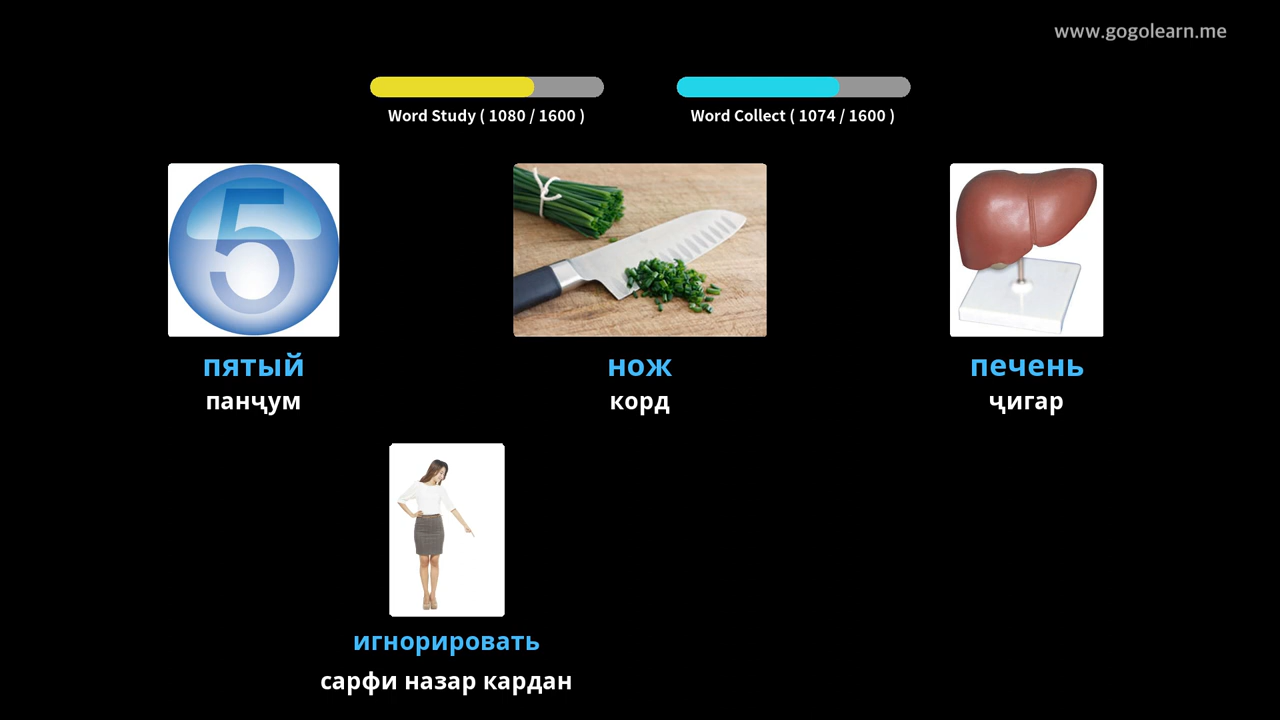 www.gogolearn.me
Word Study ( 1080 / 1600 )
Word Collect ( 1074 / 1600 )
5
пятый
нож
печень
панҷум
корд
ҷигар
игнорировать
сарфи назар кардан